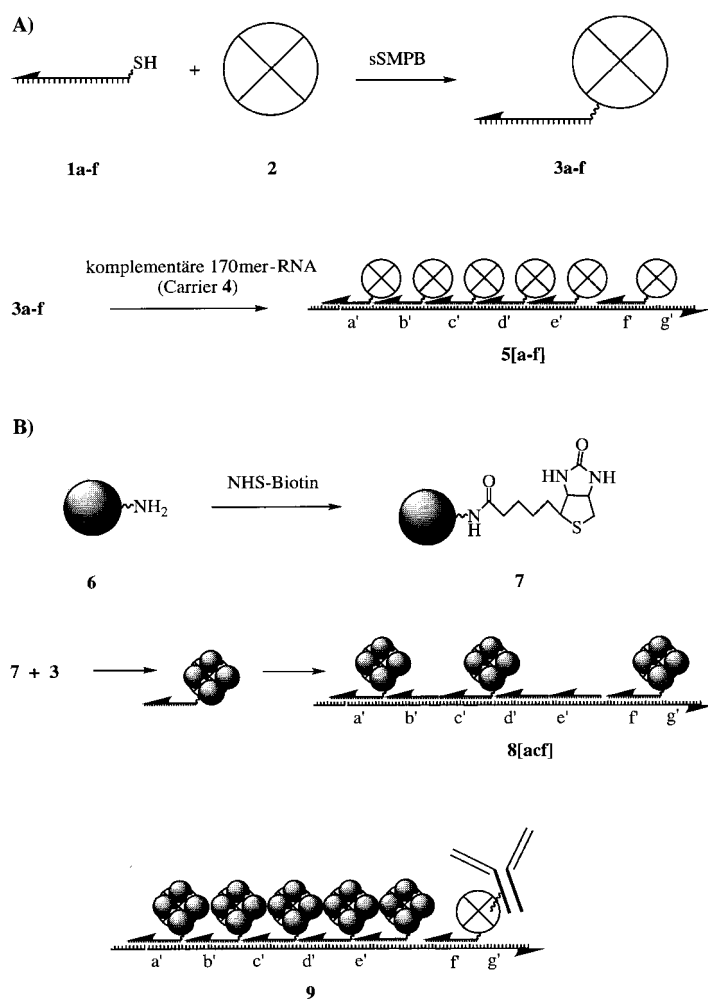 A)
SH
+
sSMPB
1a-f
2
3a-f
komplementäre 170mer-RNA
(Carrier 4)
3a-f
a' b' c' d' e' f' g'
5[a-f]
B)
NH2
NHS-Biotin
O
HN NH
O
N
H
S
6
7
7 + 3
a' b' c' d' e' f' g'
8[acf]
a' b' c' d' e' f' g'
9